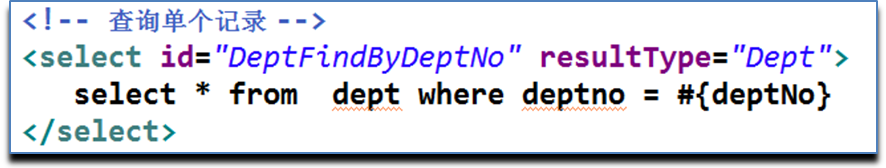 <!-- 查询单个记录 -->
<select id="DeptFindByDeptNo" resultType="Dept">
select * from dept where deptno = #{deptNo}
</select>